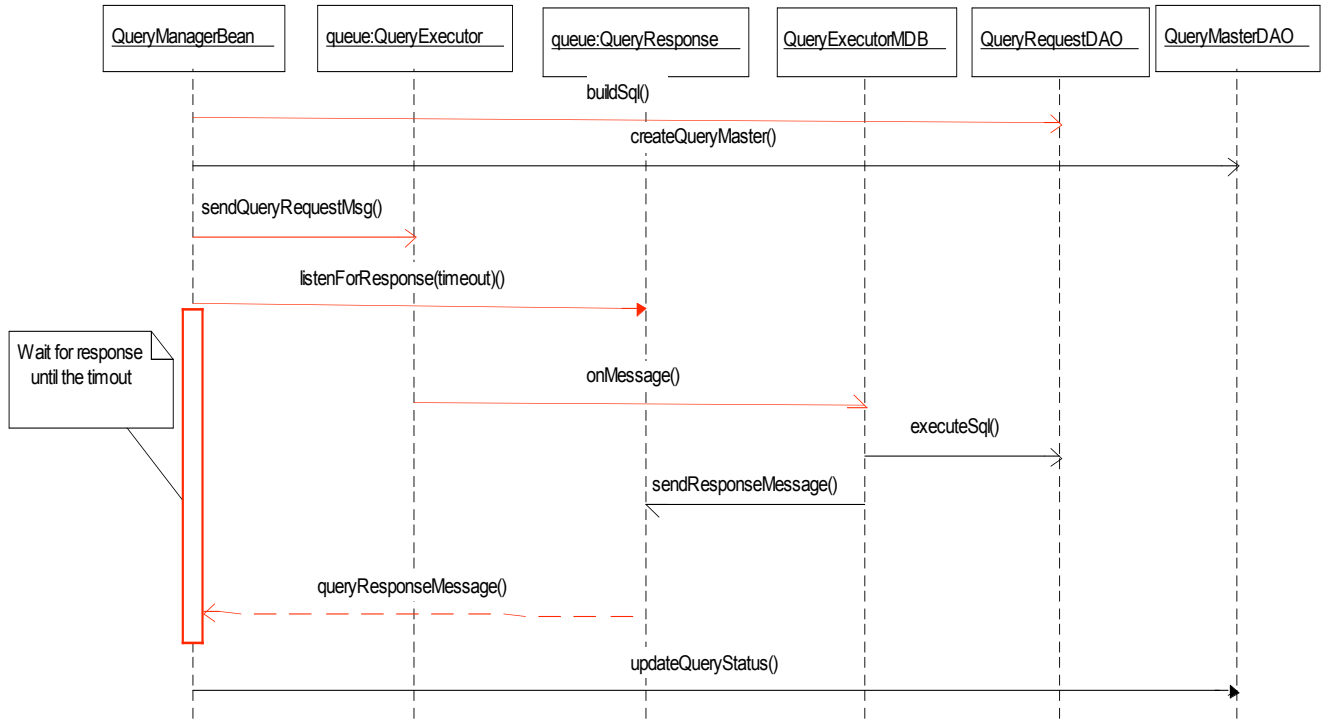 QueryManagerBean
queue:QueryExecutor
queue:QueryResponse
QueryExecutorMDB
QueryRequestDAO
QueryMasterDAO
buildSql()
createQueryMaster()
sendQueryRequestMsg()
listenForResponse(timeout)()
Wait for response
until the timout
onMessage()
executeSql()
sendResponseMessage()
queryResponseMessage()
updateQueryStatus()